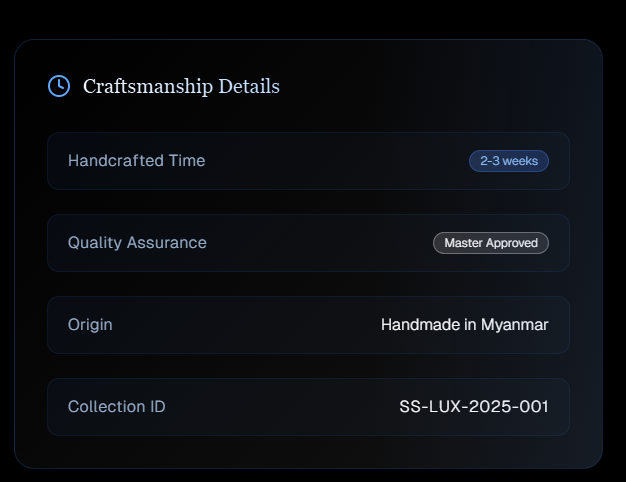 Craftsmanship Details
Handcrafted Time 2-3 weeks
Quality Assurance Master Approved
Origin Handmade in Myanmar
Collection ID SS-LUX-2025-001